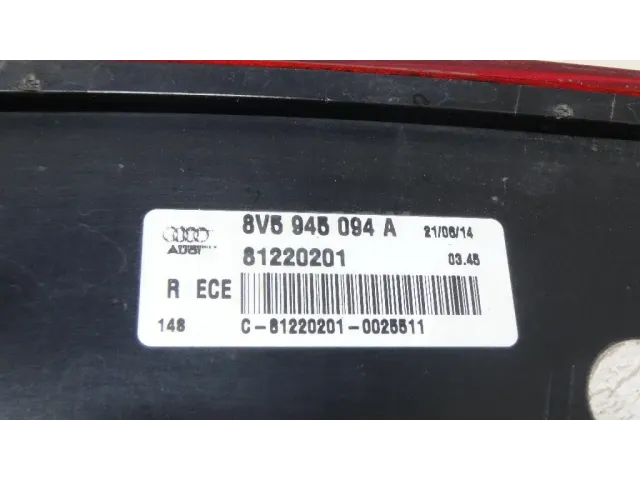 8V5 945 094 A 21/06/14
Audi 81220201 03.45
R ECE
148 C-81220201-0025511